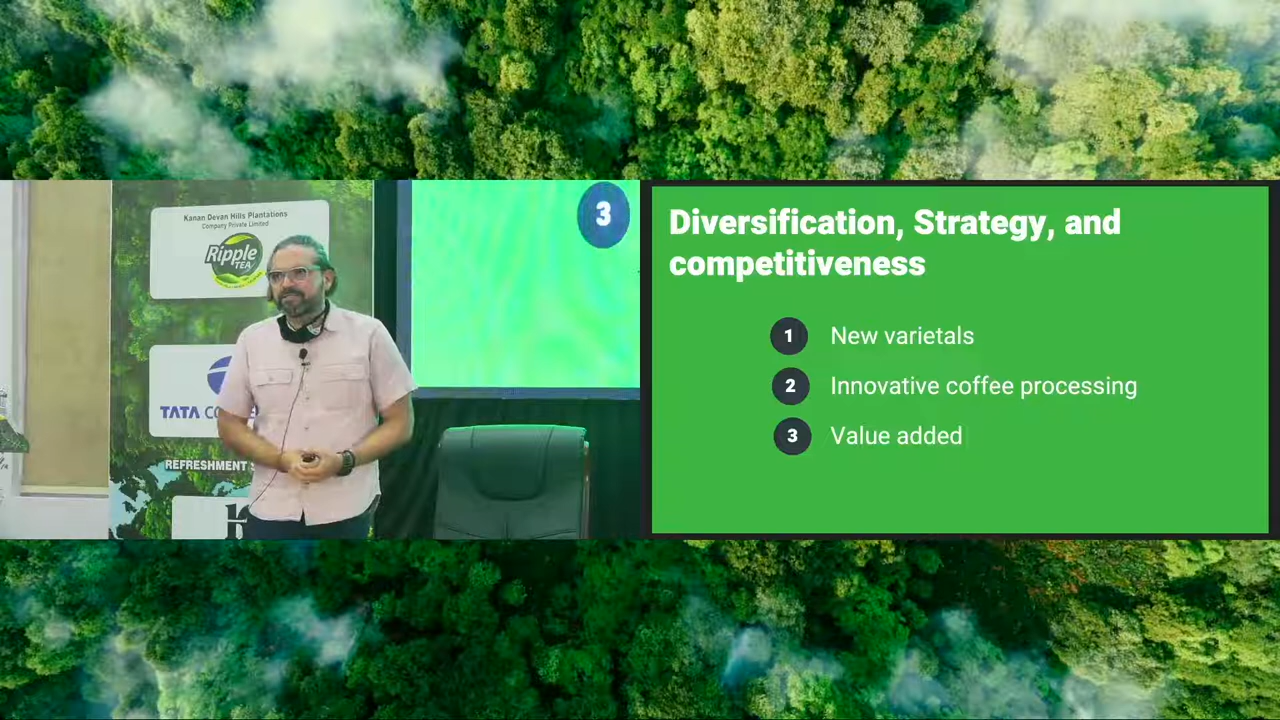 Kanan Devan Hills Plantations
Company Private Limited
Ripple
TEA
TATA CO
REFRESHMENT
3
Diversification, Strategy, and
competitiveness
1 New varietals
2 Innovative coffee processing
3 Value added